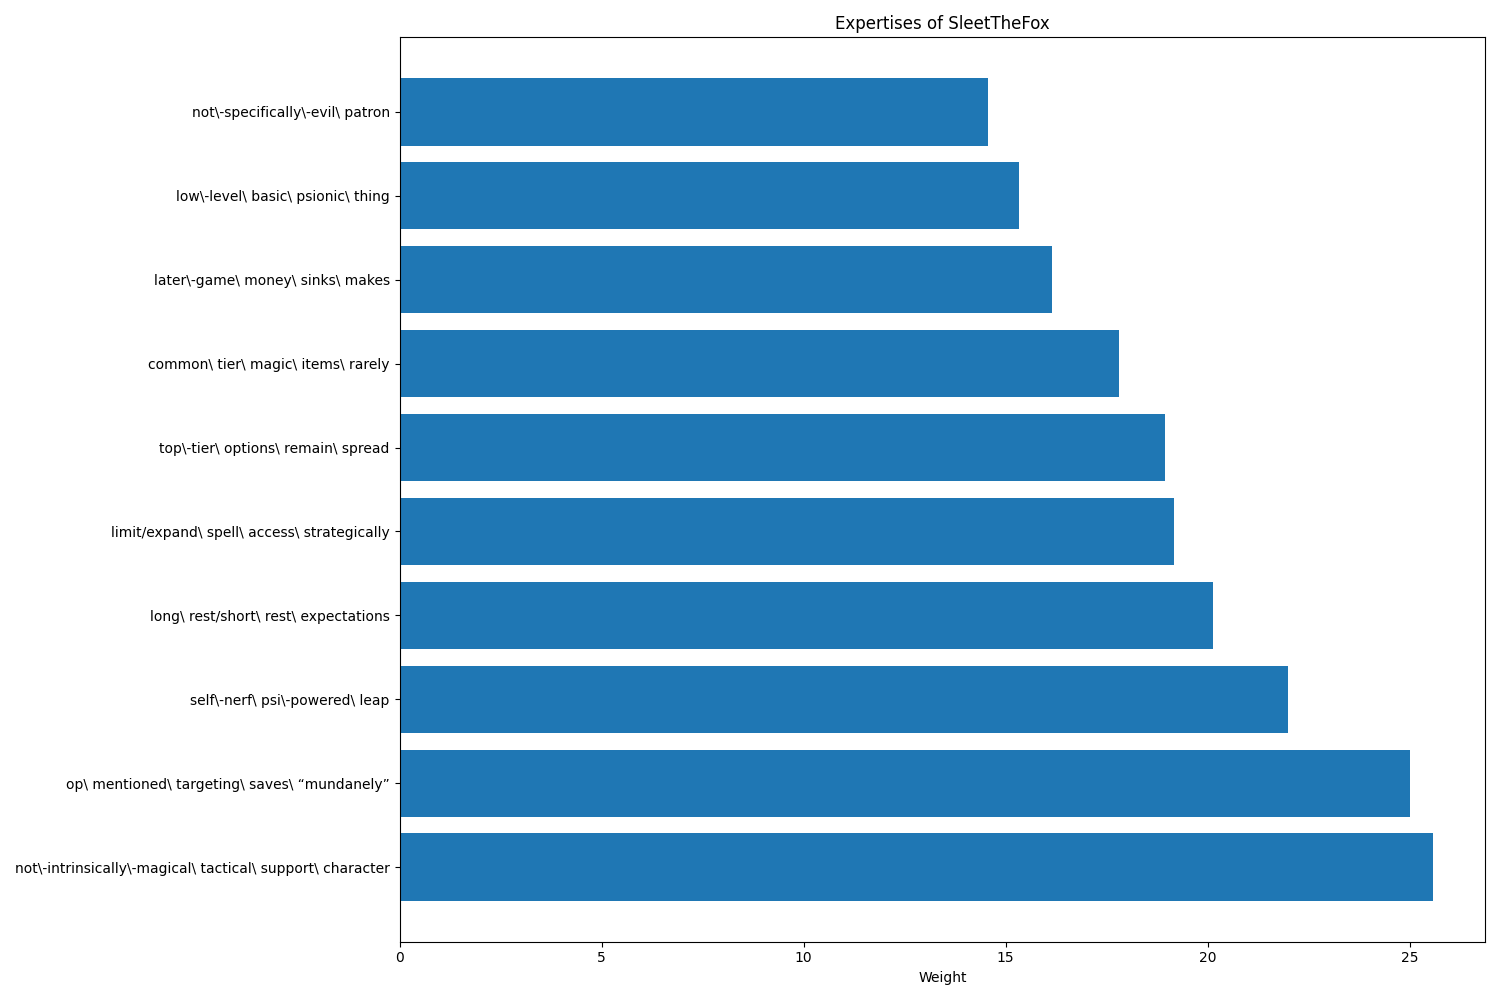 Expertises of SleetTheFox
not\-specifically\-evil\ patron
low\-level\ basic\ psionic\ thing
later\-game\ money\ sinks\ makes
common\ tier\ magic\ items\ rarely
top\-tier\ options\ remain\ spread
limit/expand\ spell\ access\ strategically
long\ rest/short\ rest\ expectations
self\-nerf\ psi\-powered\ leap
op\ mentioned\ targeting\ saves\ “mundanely”
not\-intrinsically\-magical\ tactical\ support\ character
0 5 10 15 20 25
Weight